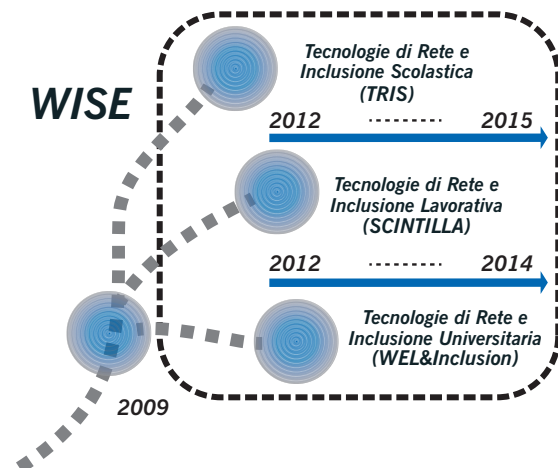 WISE
Tecnologie di Rete e
Inclusione Scolastica
(TRIS)
2012 ........ 2015
Tecnologie di Rete e
Inclusione Lavorativa
(SCINTILLA)
2012 .......... 2014
Tecnologie di Rete e
Inclusione Universitaria
(WEL&Inclusion)
2009